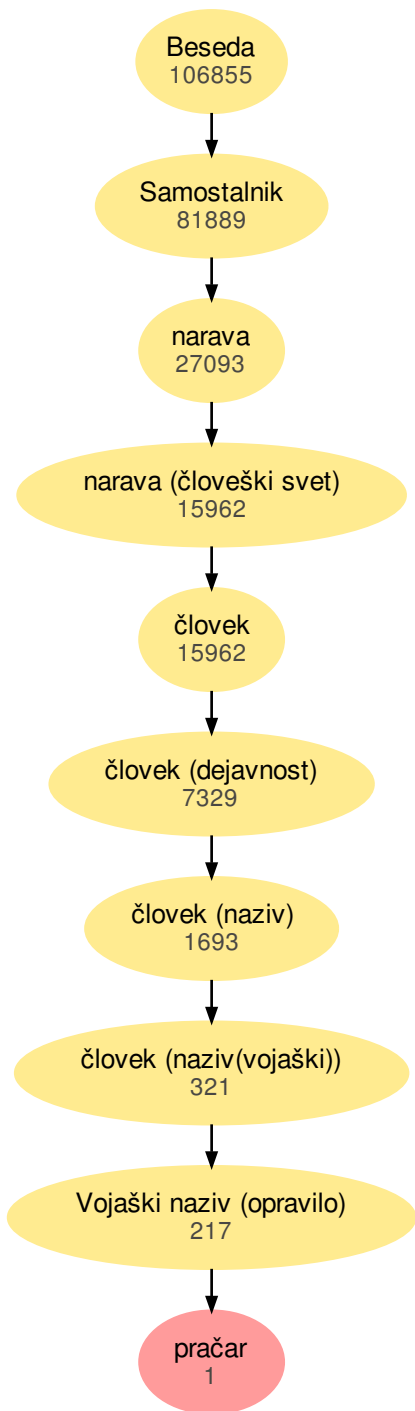 Beseda
106855
Samostalnik
81889
narava
27093
narava (človeški svet)
15962
človek
15962
človek (dejavnost)
7329
človek (naziv)
1693
človek (naziv(vojaški))
321
Vojaški naziv (opravilo)
217
pračar
1